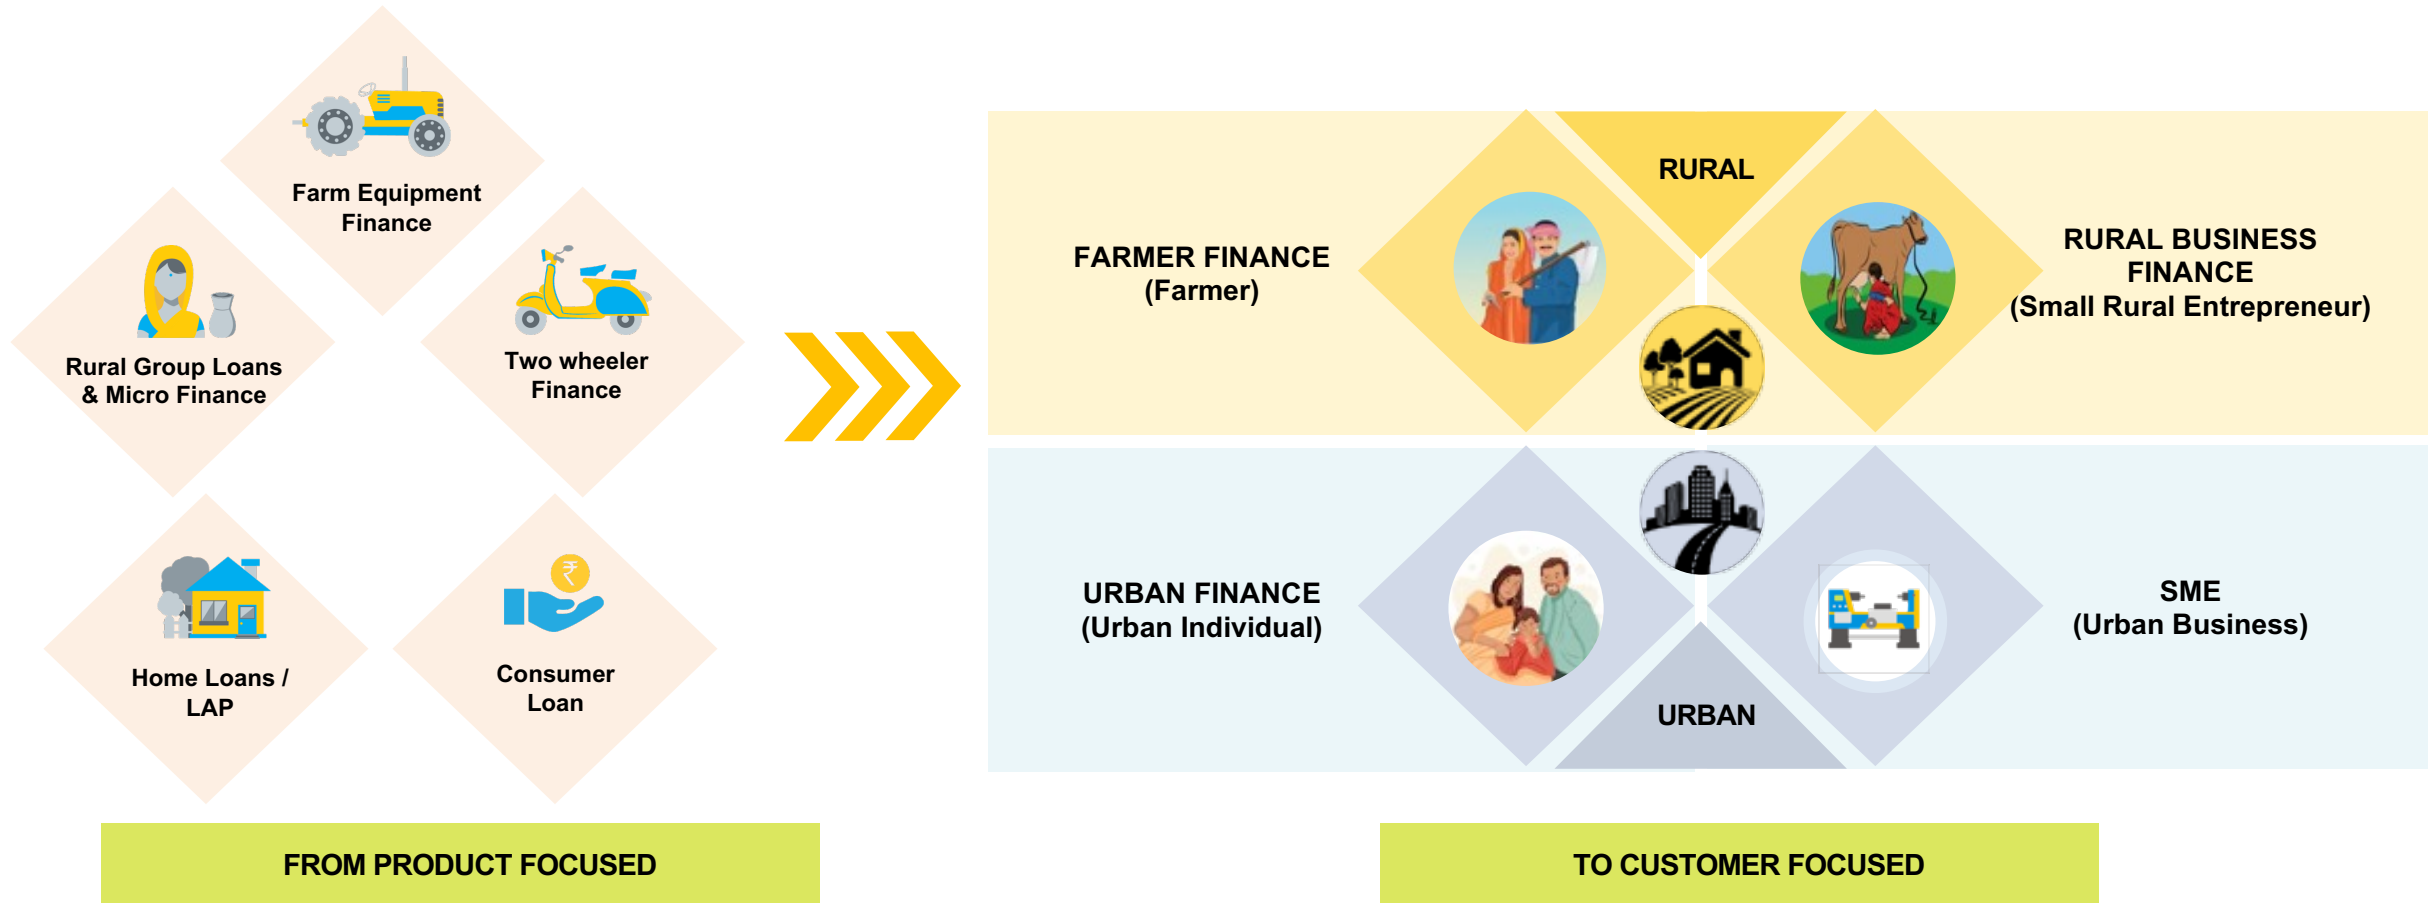 Farm Equipment
Finance
Rural Group Loans
& Micro Finance
Two wheeler
Finance
Home Loans /
LAP
₹
Consumer
Loan
FROM PRODUCT FOCUSED
RURAL
FARMER FINANCE
(Farmer)
RURAL BUSINESS
FINANCE
(Small Rural Entrepreneur)
URBAN FINANCE
(Urban Individual)
SME
(Urban Business)
URBAN
TO CUSTOMER FOCUSED